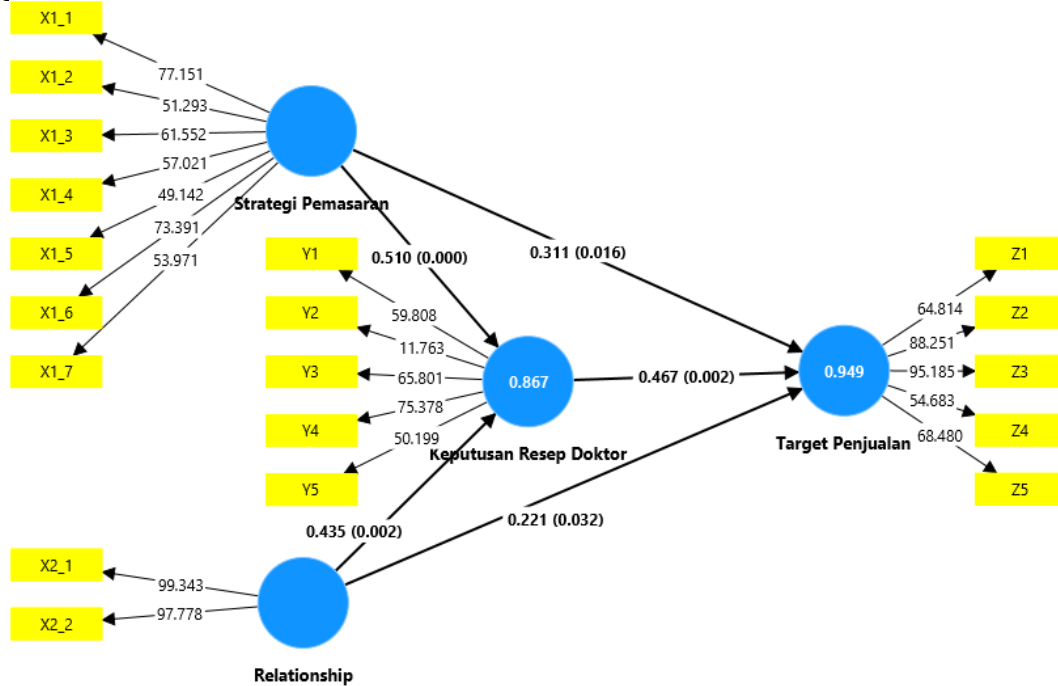 X1_1
X1_2
X1_3
X1_4
X1_5
X1_6
X1_7
77.151
51.293
61.552
57.021
49.142
73.391
53.971
Strategi Pemasaran
0.510 (0.000)
0.311 (0.016)
Y1
Y2
Y3
Y4
Y5
59.808
11.763
65.801
75.378
50.199
0.867
Keputusan Resep Doktor
0.467 (0.002)
0.949
Target Penjualan
64.814
88.251
95.185
54.683
68.480
Z1
Z2
Z3
Z4
Z5
0.435 (0.002)
0.221 (0.032)
X2_1
X2_2
99.343
97.778
Relationship